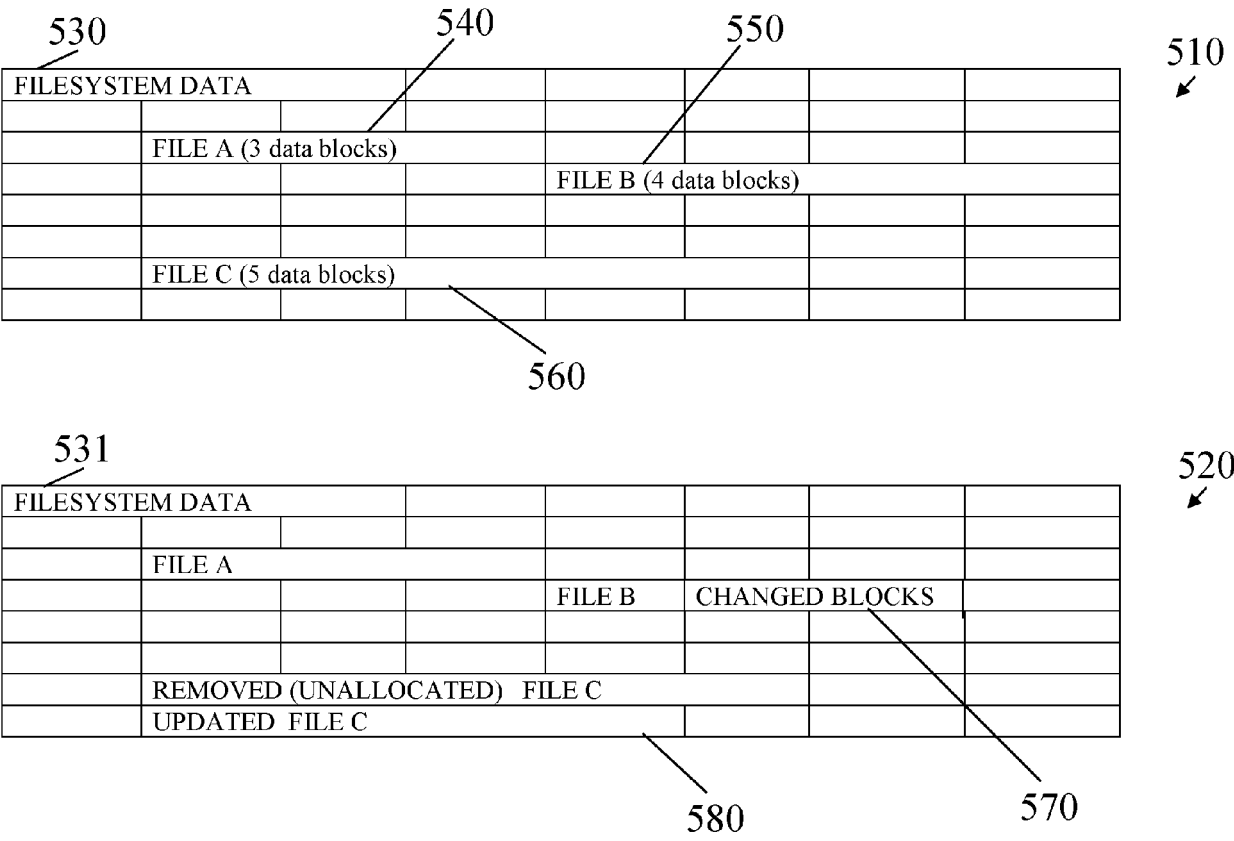 530 540 550 510
FILESYSTEM DATA
FILE A (3 data blocks)
FILE B (4 data blocks)
FILE C (5 data blocks)
560
531 520
FILESYSTEM DATA
FILE A
FILE B CHANGED BLOCKS
REMOVED (UNALLOCATED) FILE C
UPDATED FILE C
580 570